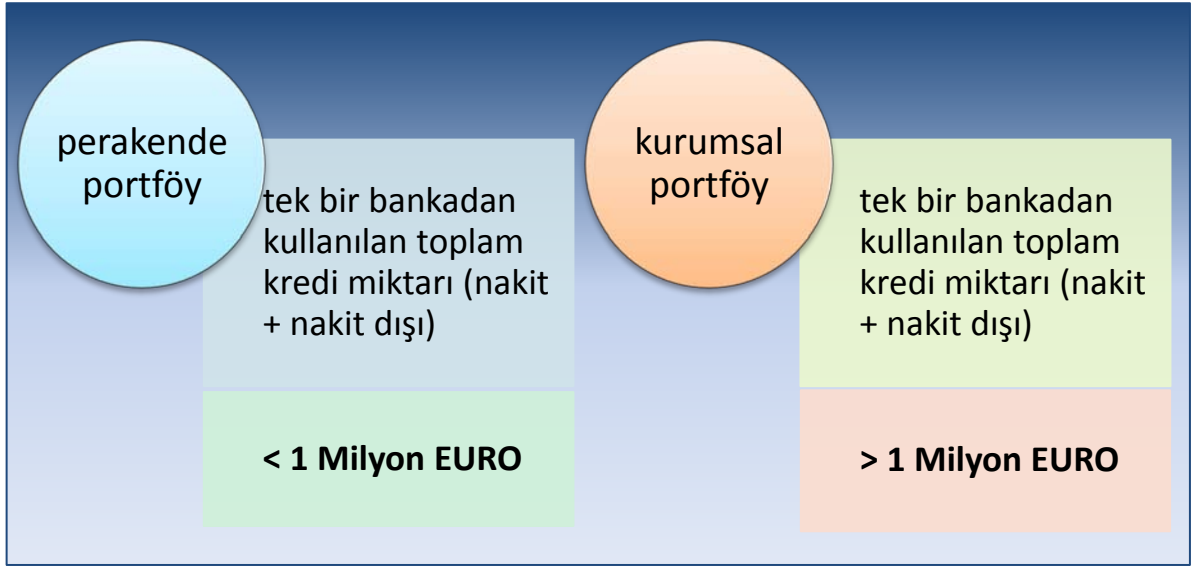 perakende
portföy
tek bir bankadan
kullanılan toplam
kredi miktarı (nakit
+ nakit dışı)
< 1 Milyon EURO
kurumsal
portföy
tek bir bankadan
kullanılan toplam
kredi miktarı (nakit
+ nakit dışı)
> 1 Milyon EURO